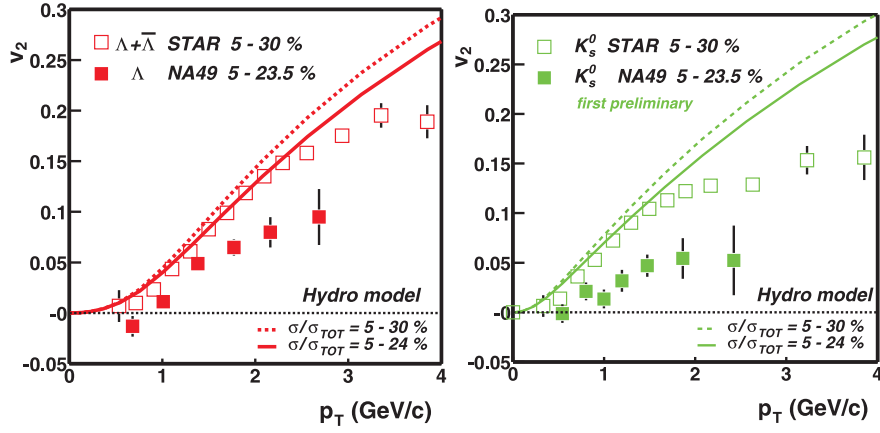 0.3
0.25
0.2
0.15
0.1
0.05
-0
-0.05
v₂
Λ+Λ̅ STAR 5 - 30 %
Λ NA49 5 - 23.5 %
Hydro model
σ/σTOT = 5 - 30 %
σ/σTOT = 5 - 24 %
0 1 2 3 4
pT (GeV/c)
0.3
0.25
0.2
0.15
0.1
0.05
-0
-0.05
v₂
K⁰s STAR 5 - 30 %
K⁰s NA49 5 - 23.5 %
first preliminary
Hydro model
σ/σTOT = 5 - 30 %
σ/σTOT = 5 - 24 %
0 1 2 3 4
pT (GeV/c)